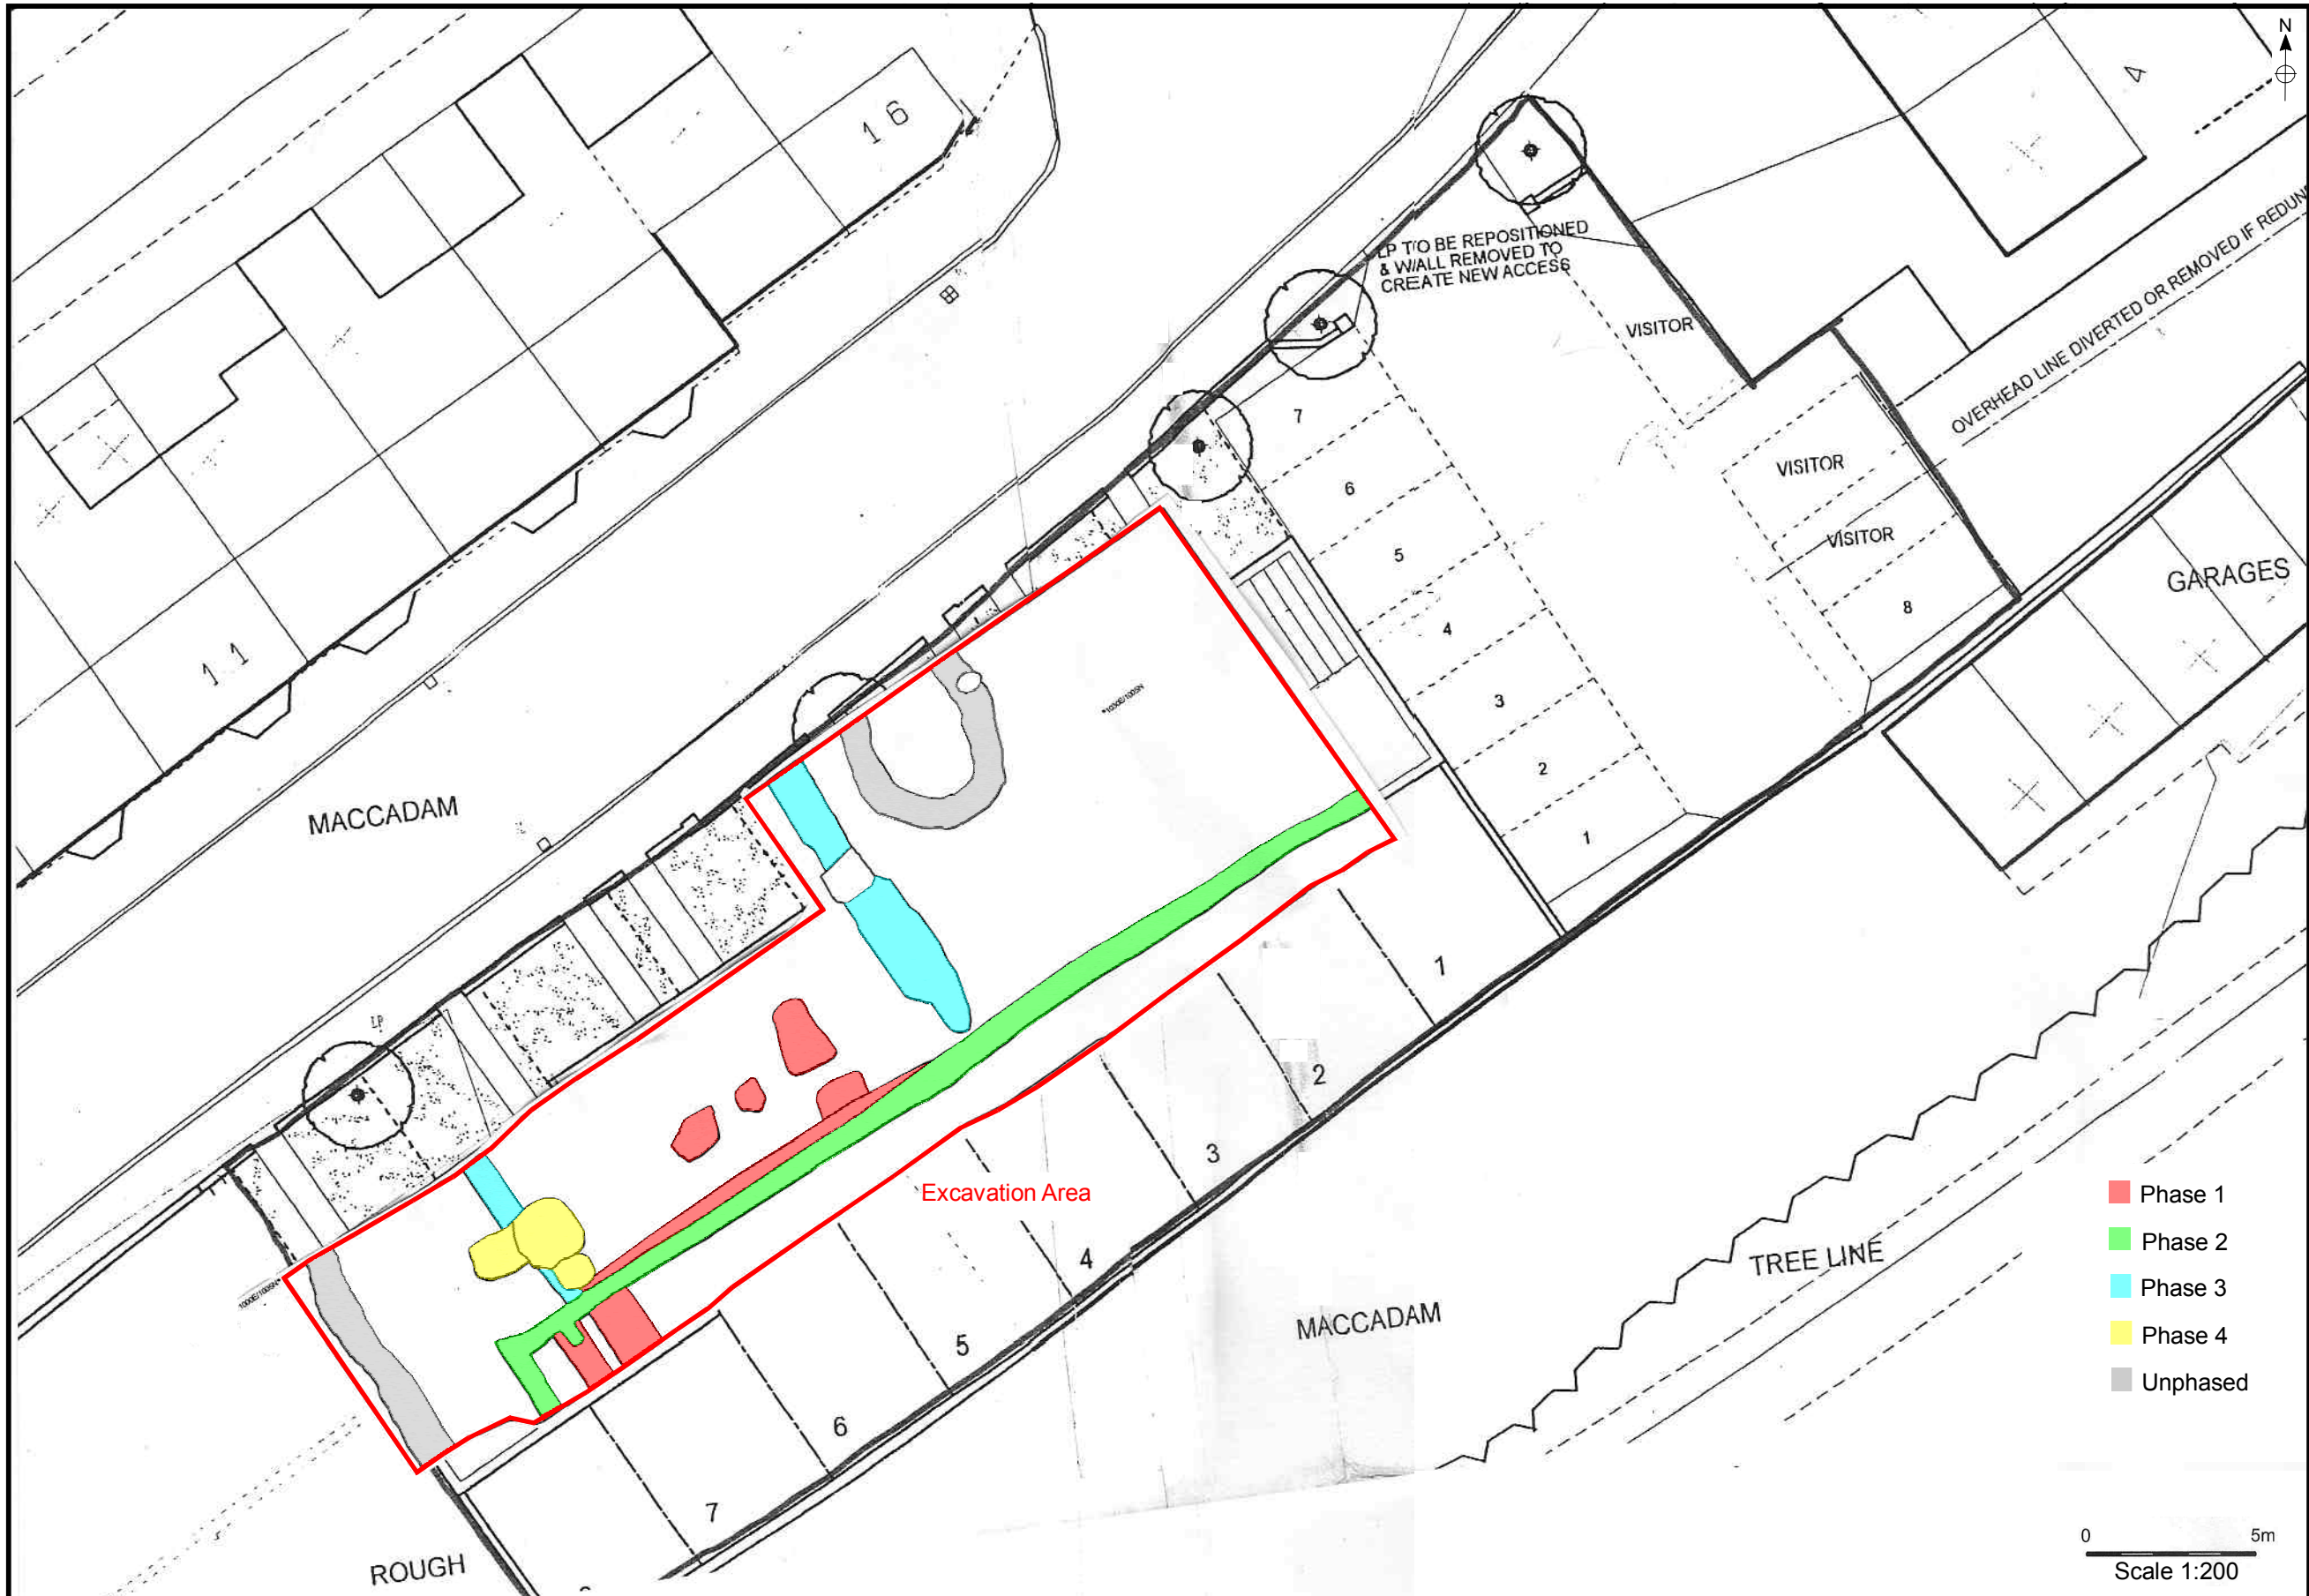 N
16
4
LP TO BE REPOSITIONED
& WALL REMOVED TO
CREATE NEW ACCESS
VISITOR
OVERHEAD LINE DIVERTED OR REMOVED IF REDUN
7
6
VISITOR
5
VISITOR
GARAGES
8
4
11
3
2
MACCADAM
1
1
LP
2
3
Excavation Area
Phase 1
4
Phase 2
TREE LINE
Phase 3
MACCADAM
5
Phase 4
Unphased
6
7
0 5m
ROUGH
Scale 1:200